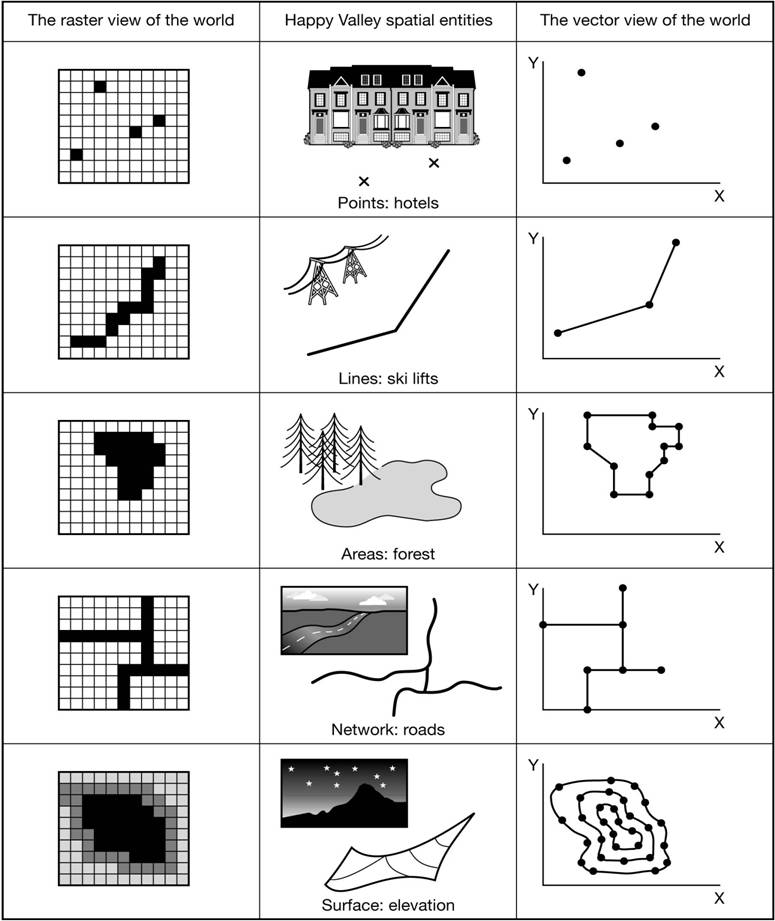 The raster view of the world
Happy Valley spatial entities
The vector view of the world
Y
X
Points: hotels
Y
X
Lines: ski lifts
Y
X
Areas: forest
Y
X
Network: roads
Y
X
Surface: elevation